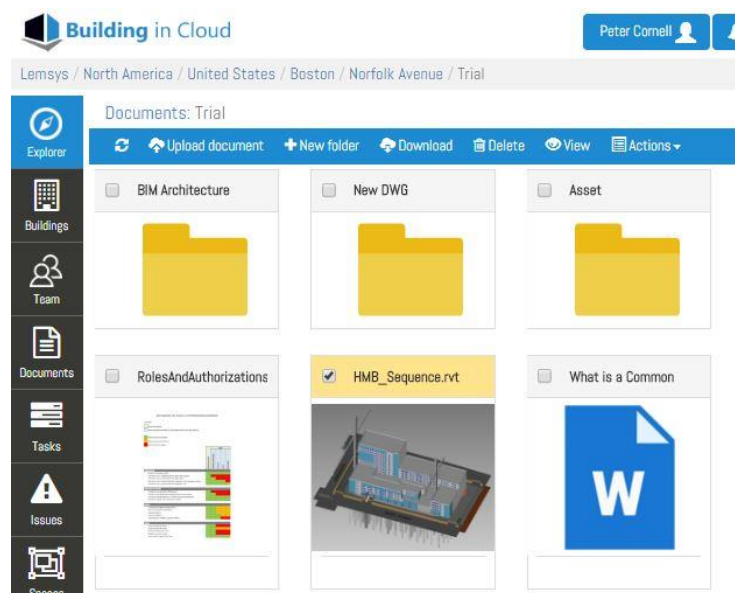 Building in Cloud
Peter Cornell
Lemsys / North America / United States / Boston / Norfolk Avenue / Trial
Explorer
Documents: Trial
Upload document New folder Download Delete View Actions
BIM Architecture New DWG Asset
Buildings
Team
Documents
RolesAndAuthorizations HMB_Sequence.rvt What is a Common
Tasks
W
Issues